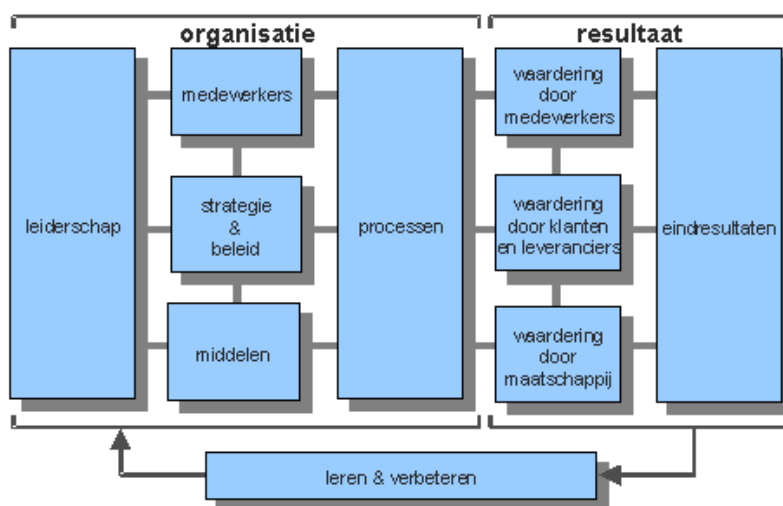 organisatie
resultaat
leiderschap
medewerkers
strategie
&
beleid
middelen
processen
waardering
door
medewerkers
waardering
door klanten
en leveranciers
waardering
door
maatschappij
eindresultaten
leren & verbeteren